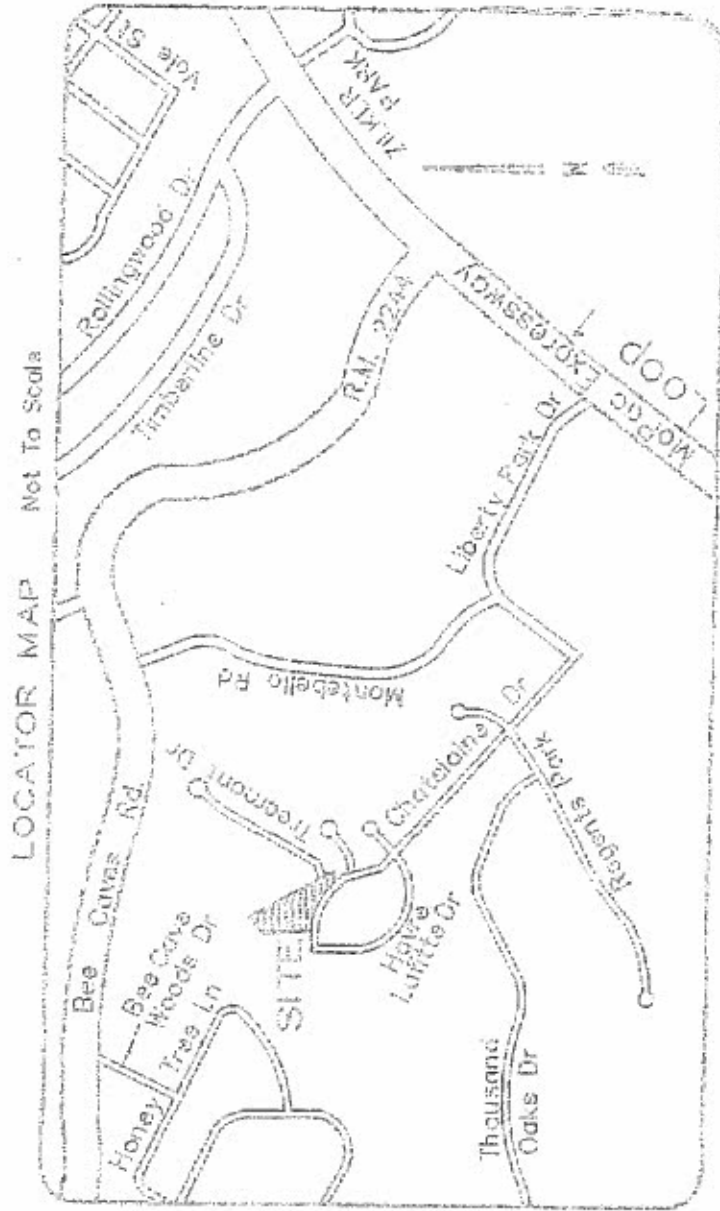 LOCATOR MAP Not To Scale
Bee Caves Rd.
Bee Cave
Woods Dr
Honey Tree Ln
SITE
Treemont Dr
Montebello Rd
Chatelaine Dr
Havre
Lafitte Dr
Thousand
Oaks Dr
Regents Park
Liberty Park Dr
R.M. 2244
Timberline Dr
Rollingwood Dr
ZILKER
PARK
MoPac Expressway
LOOP